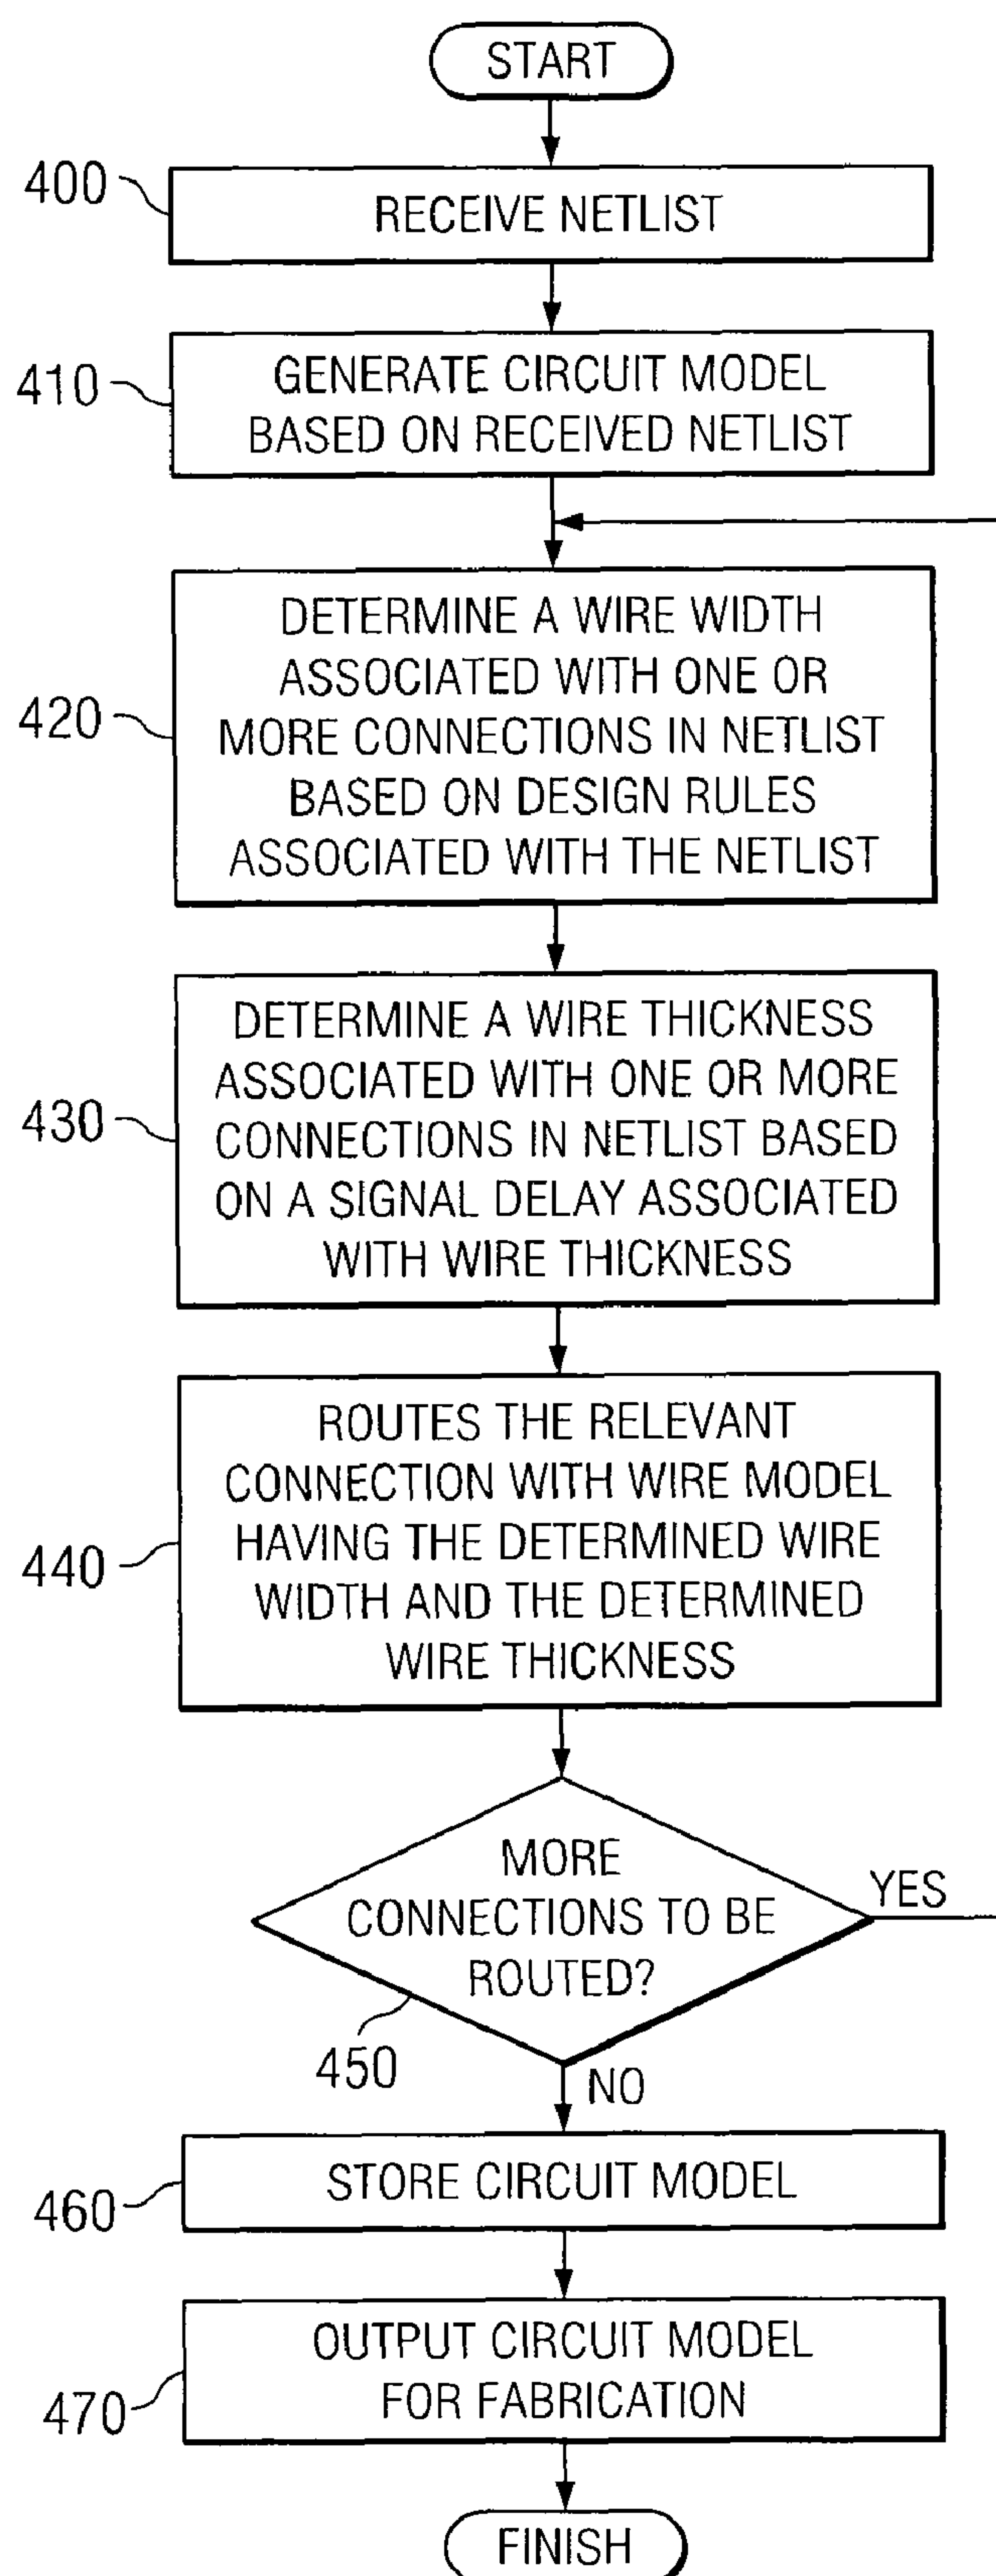 START
400
RECEIVE NETLIST
410
GENERATE CIRCUIT MODEL
BASED ON RECEIVED NETLIST
420
DETERMINE A WIRE WIDTH
ASSOCIATED WITH ONE OR
MORE CONNECTIONS IN NETLIST
BASED ON DESIGN RULES
ASSOCIATED WITH THE NETLIST
430
DETERMINE A WIRE THICKNESS
ASSOCIATED WITH ONE OR MORE
CONNECTIONS IN NETLIST BASED
ON A SIGNAL DELAY ASSOCIATED
WITH WIRE THICKNESS
440
ROUTES THE RELEVANT
CONNECTION WITH WIRE MODEL
HAVING THE DETERMINED WIRE
WIDTH AND THE DETERMINED
WIRE THICKNESS
MORE
CONNECTIONS TO BE
ROUTED?
YES
450
NO
460
STORE CIRCUIT MODEL
470
OUTPUT CIRCUIT MODEL
FOR FABRICATION
FINISH